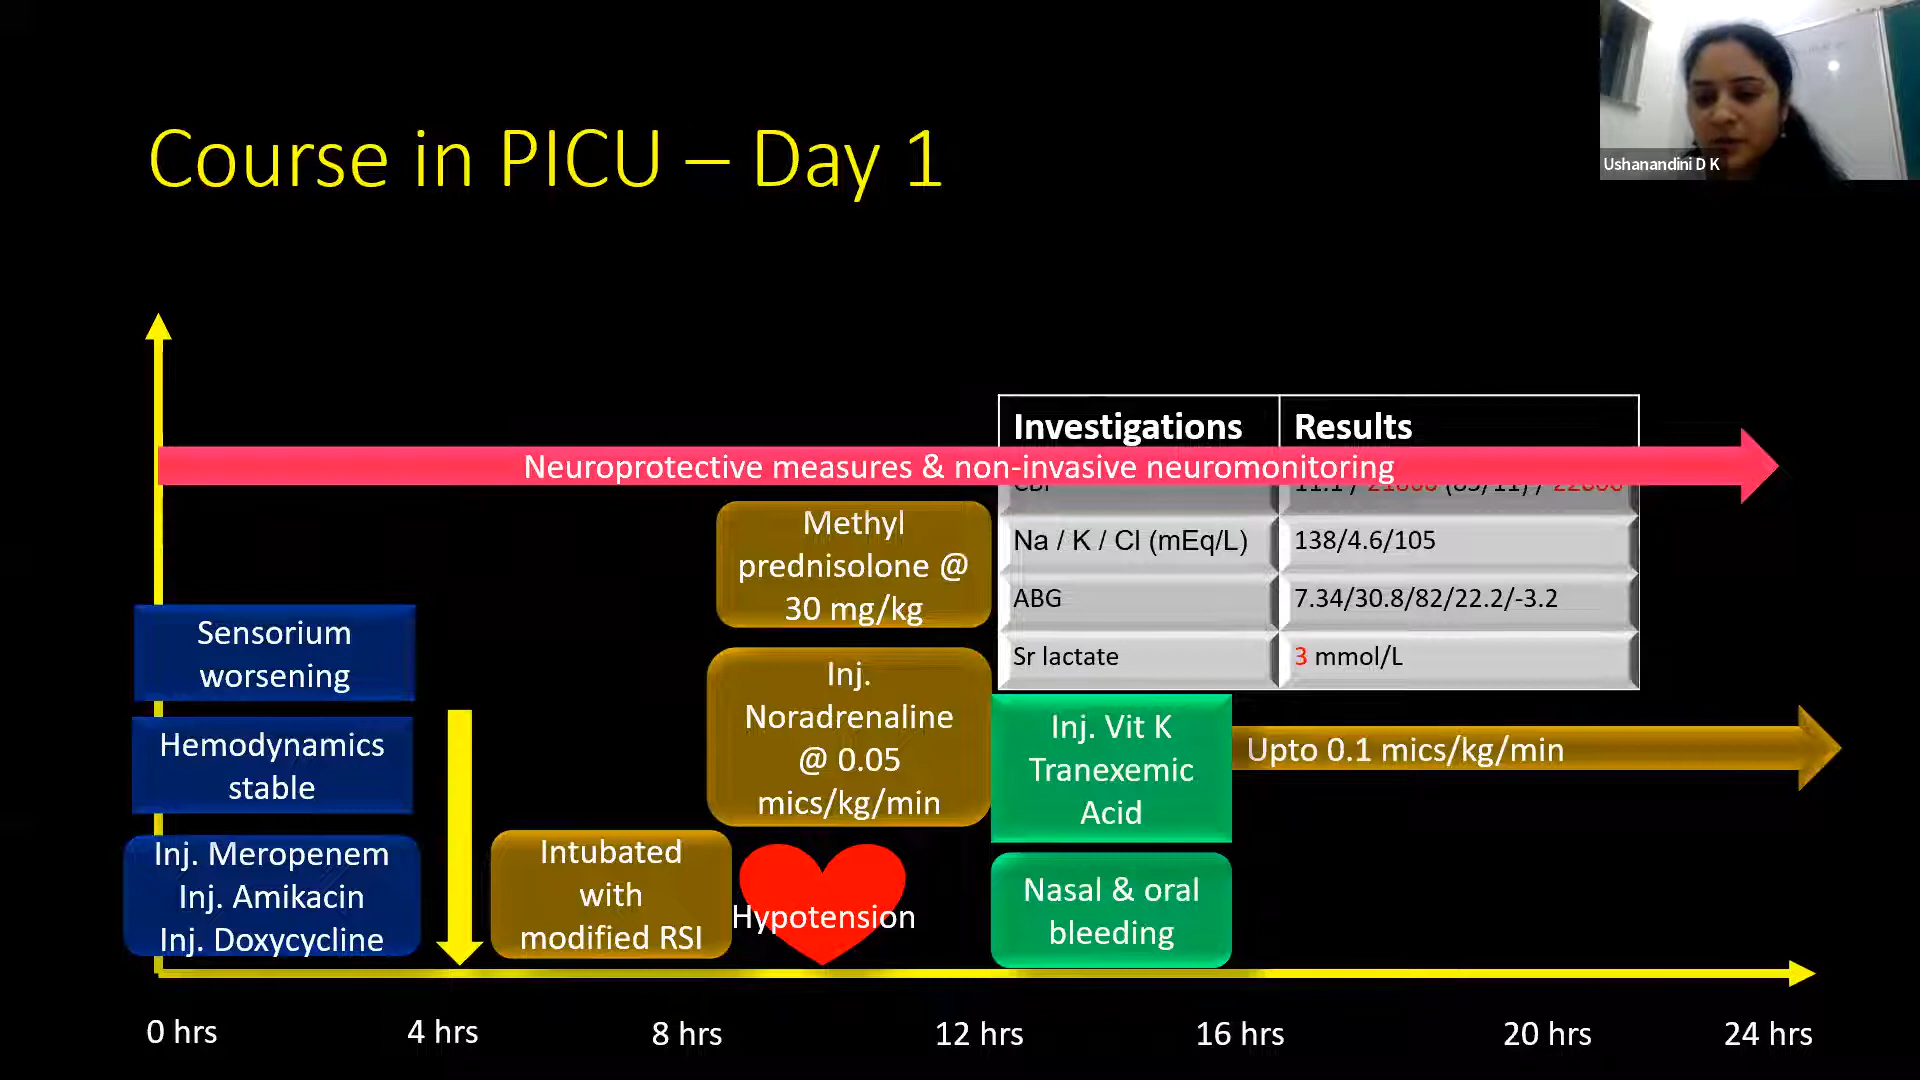 Course in PICU – Day 1
Ushanandini D K
Investigations Results
Neuroprotective measures & non-invasive neuromonitoring
Na / K / Cl (mEq/L) 138/4.6/105
ABG 7.34/30.8/82/22.2/-3.2
Sr lactate 3 mmol/L
Methyl
prednisolone @
30 mg/kg
Sensorium
worsening
Hemodynamics
stable
Inj. Meropenem
Inj. Amikacin
Inj. Doxycycline
Intubated
with
modified RSI
Inj.
Noradrenaline
@ 0.05
mics/kg/min
Hypotension
Inj. Vit K
Tranexemic
Acid
Upto 0.1 mics/kg/min
Nasal & oral
bleeding
0 hrs 4 hrs 8 hrs 12 hrs 16 hrs 20 hrs 24 hrs